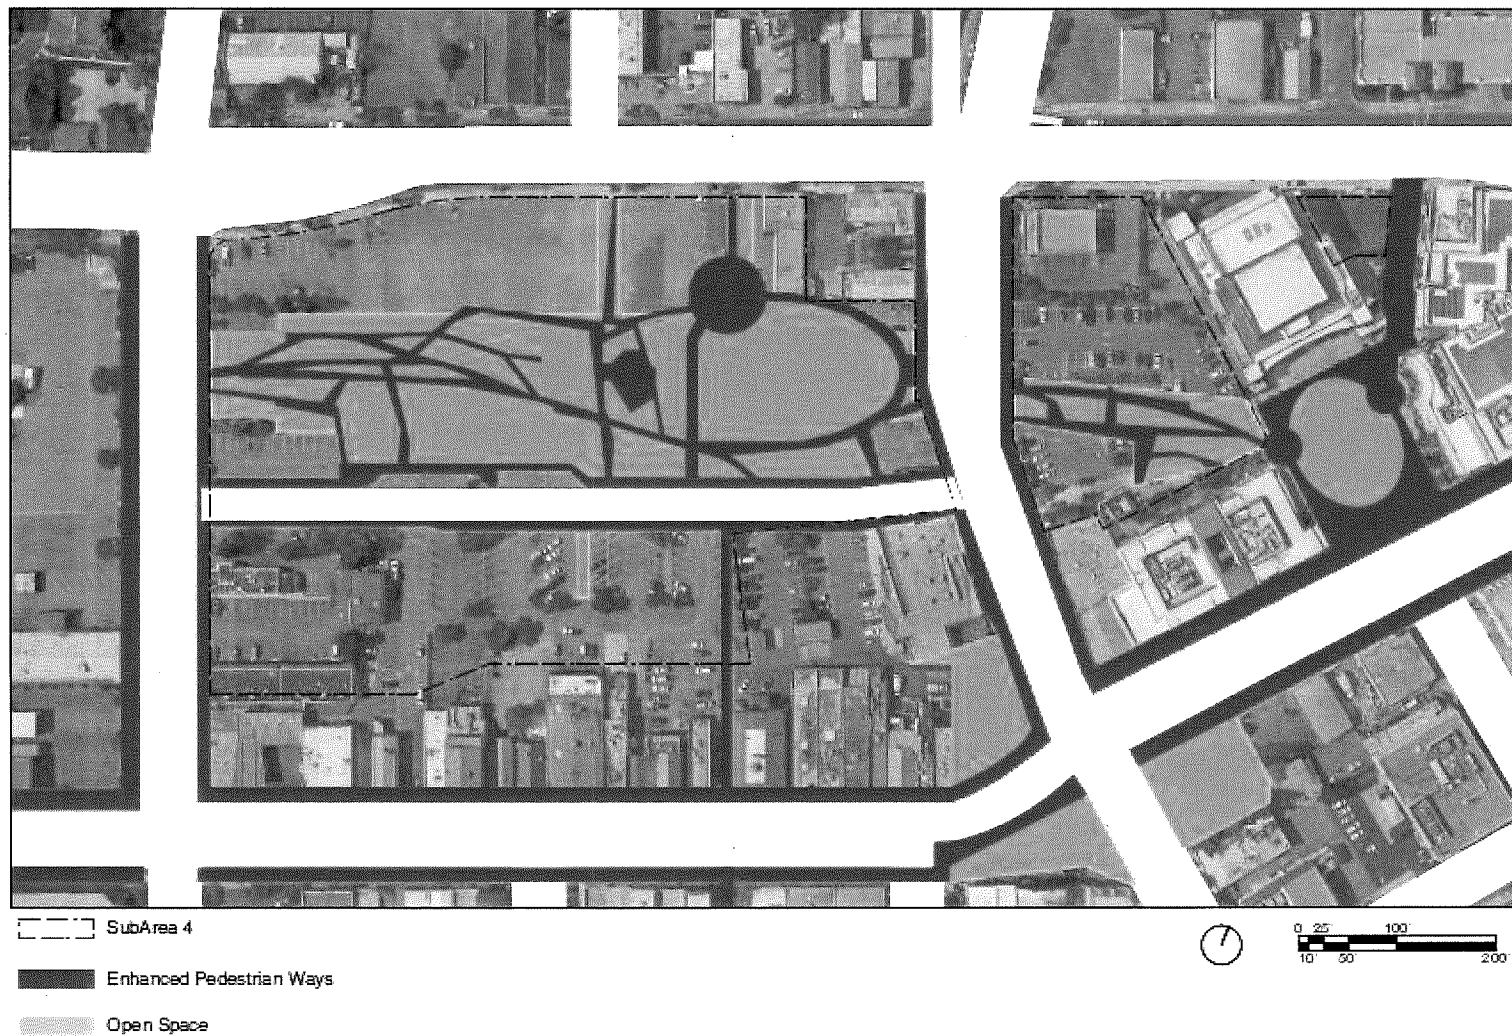 SubArea 4
Enhanced Pedestrian Ways
Open Space
0 25' 100'
10' 50' 200'